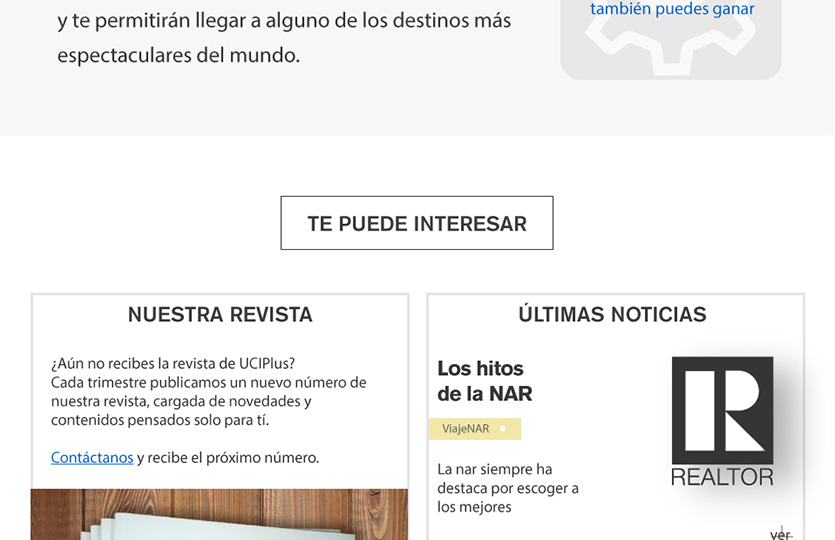 y te permitirán llegar a alguno de los destinos más
espectaculares del mundo.
también puedes ganar
TE PUEDE INTERESAR
NUESTRA REVISTA
¿Aún no recibes la revista de UCIPlus?
Cada trimestre publicamos un nuevo número de
nuestra revista, cargada de novedades y
contenidos pensados solo para tí.
Contáctanos y recibe el próximo número.
ÚLTIMAS NOTICIAS
Los hitos
de la NAR
ViajeNAR
La nar siempre ha
destaca por escoger a
los mejores
REALTOR
ver